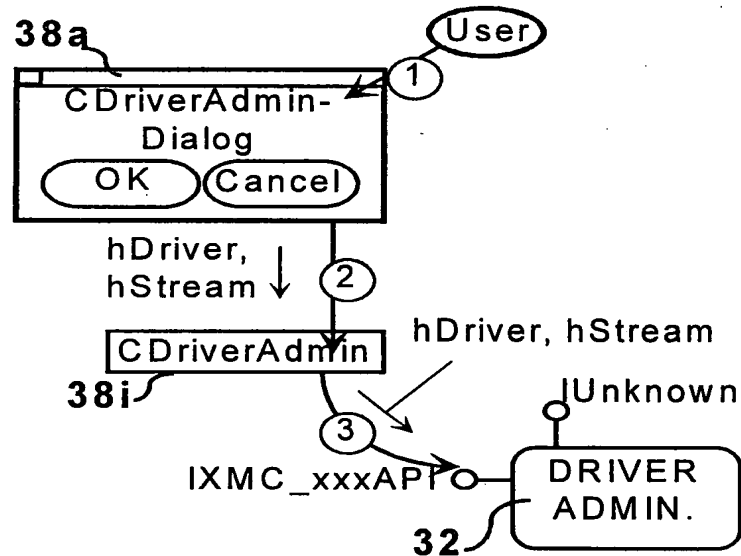 38a
User
1
CDriverAdmin-
Dialog
OK
Cancel
hDriver,
hStream
2
CDriverAdmin
hDriver, hStream
38i
3
IUnknown
IXMC_xxxAPI
DRIVER
ADMIN.
32